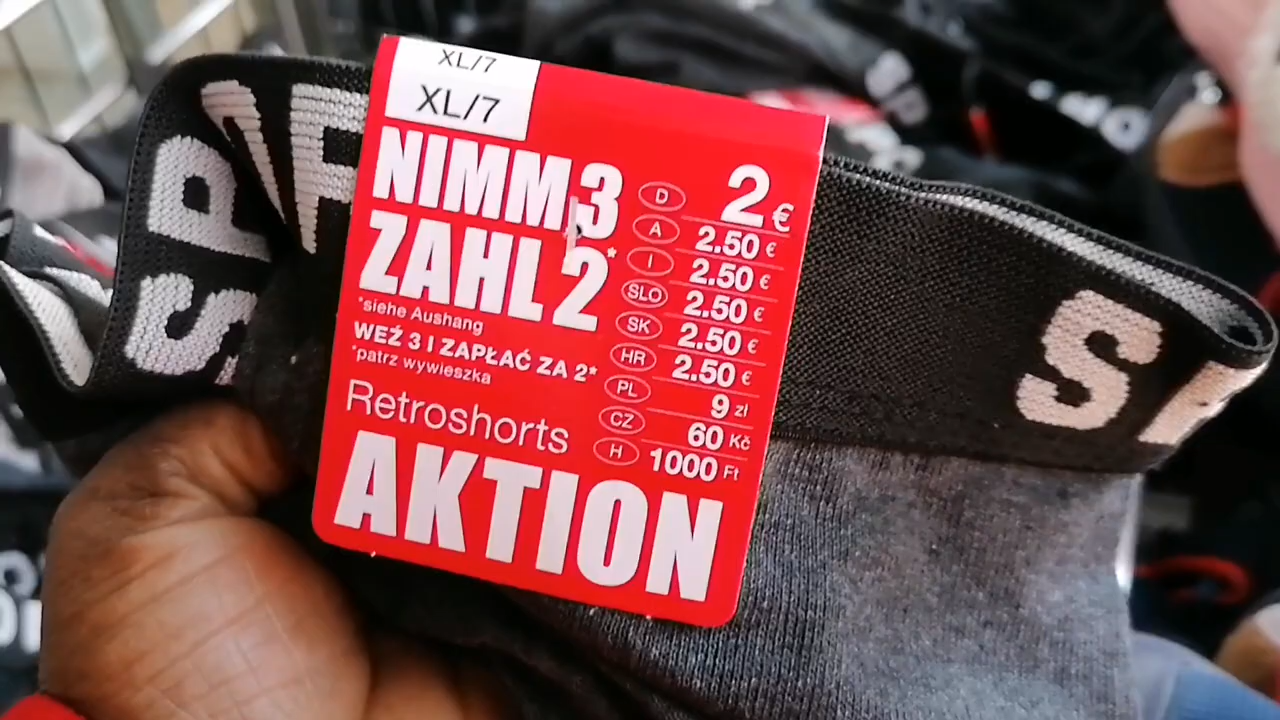 XL/7
XL/7
NIMM 3
ZAHL 2*
*siehe Aushang
WEŹ 3 I ZAPŁAĆ ZA 2*
*patrz wywieszka
Retroshorts
AKTION
D 2 €
A 2.50 €
I 2.50 €
SLO 2.50 €
SK 2.50 €
HR 2.50 €
PL 9 zł
CZ 60 Kč
H 1000 Ft